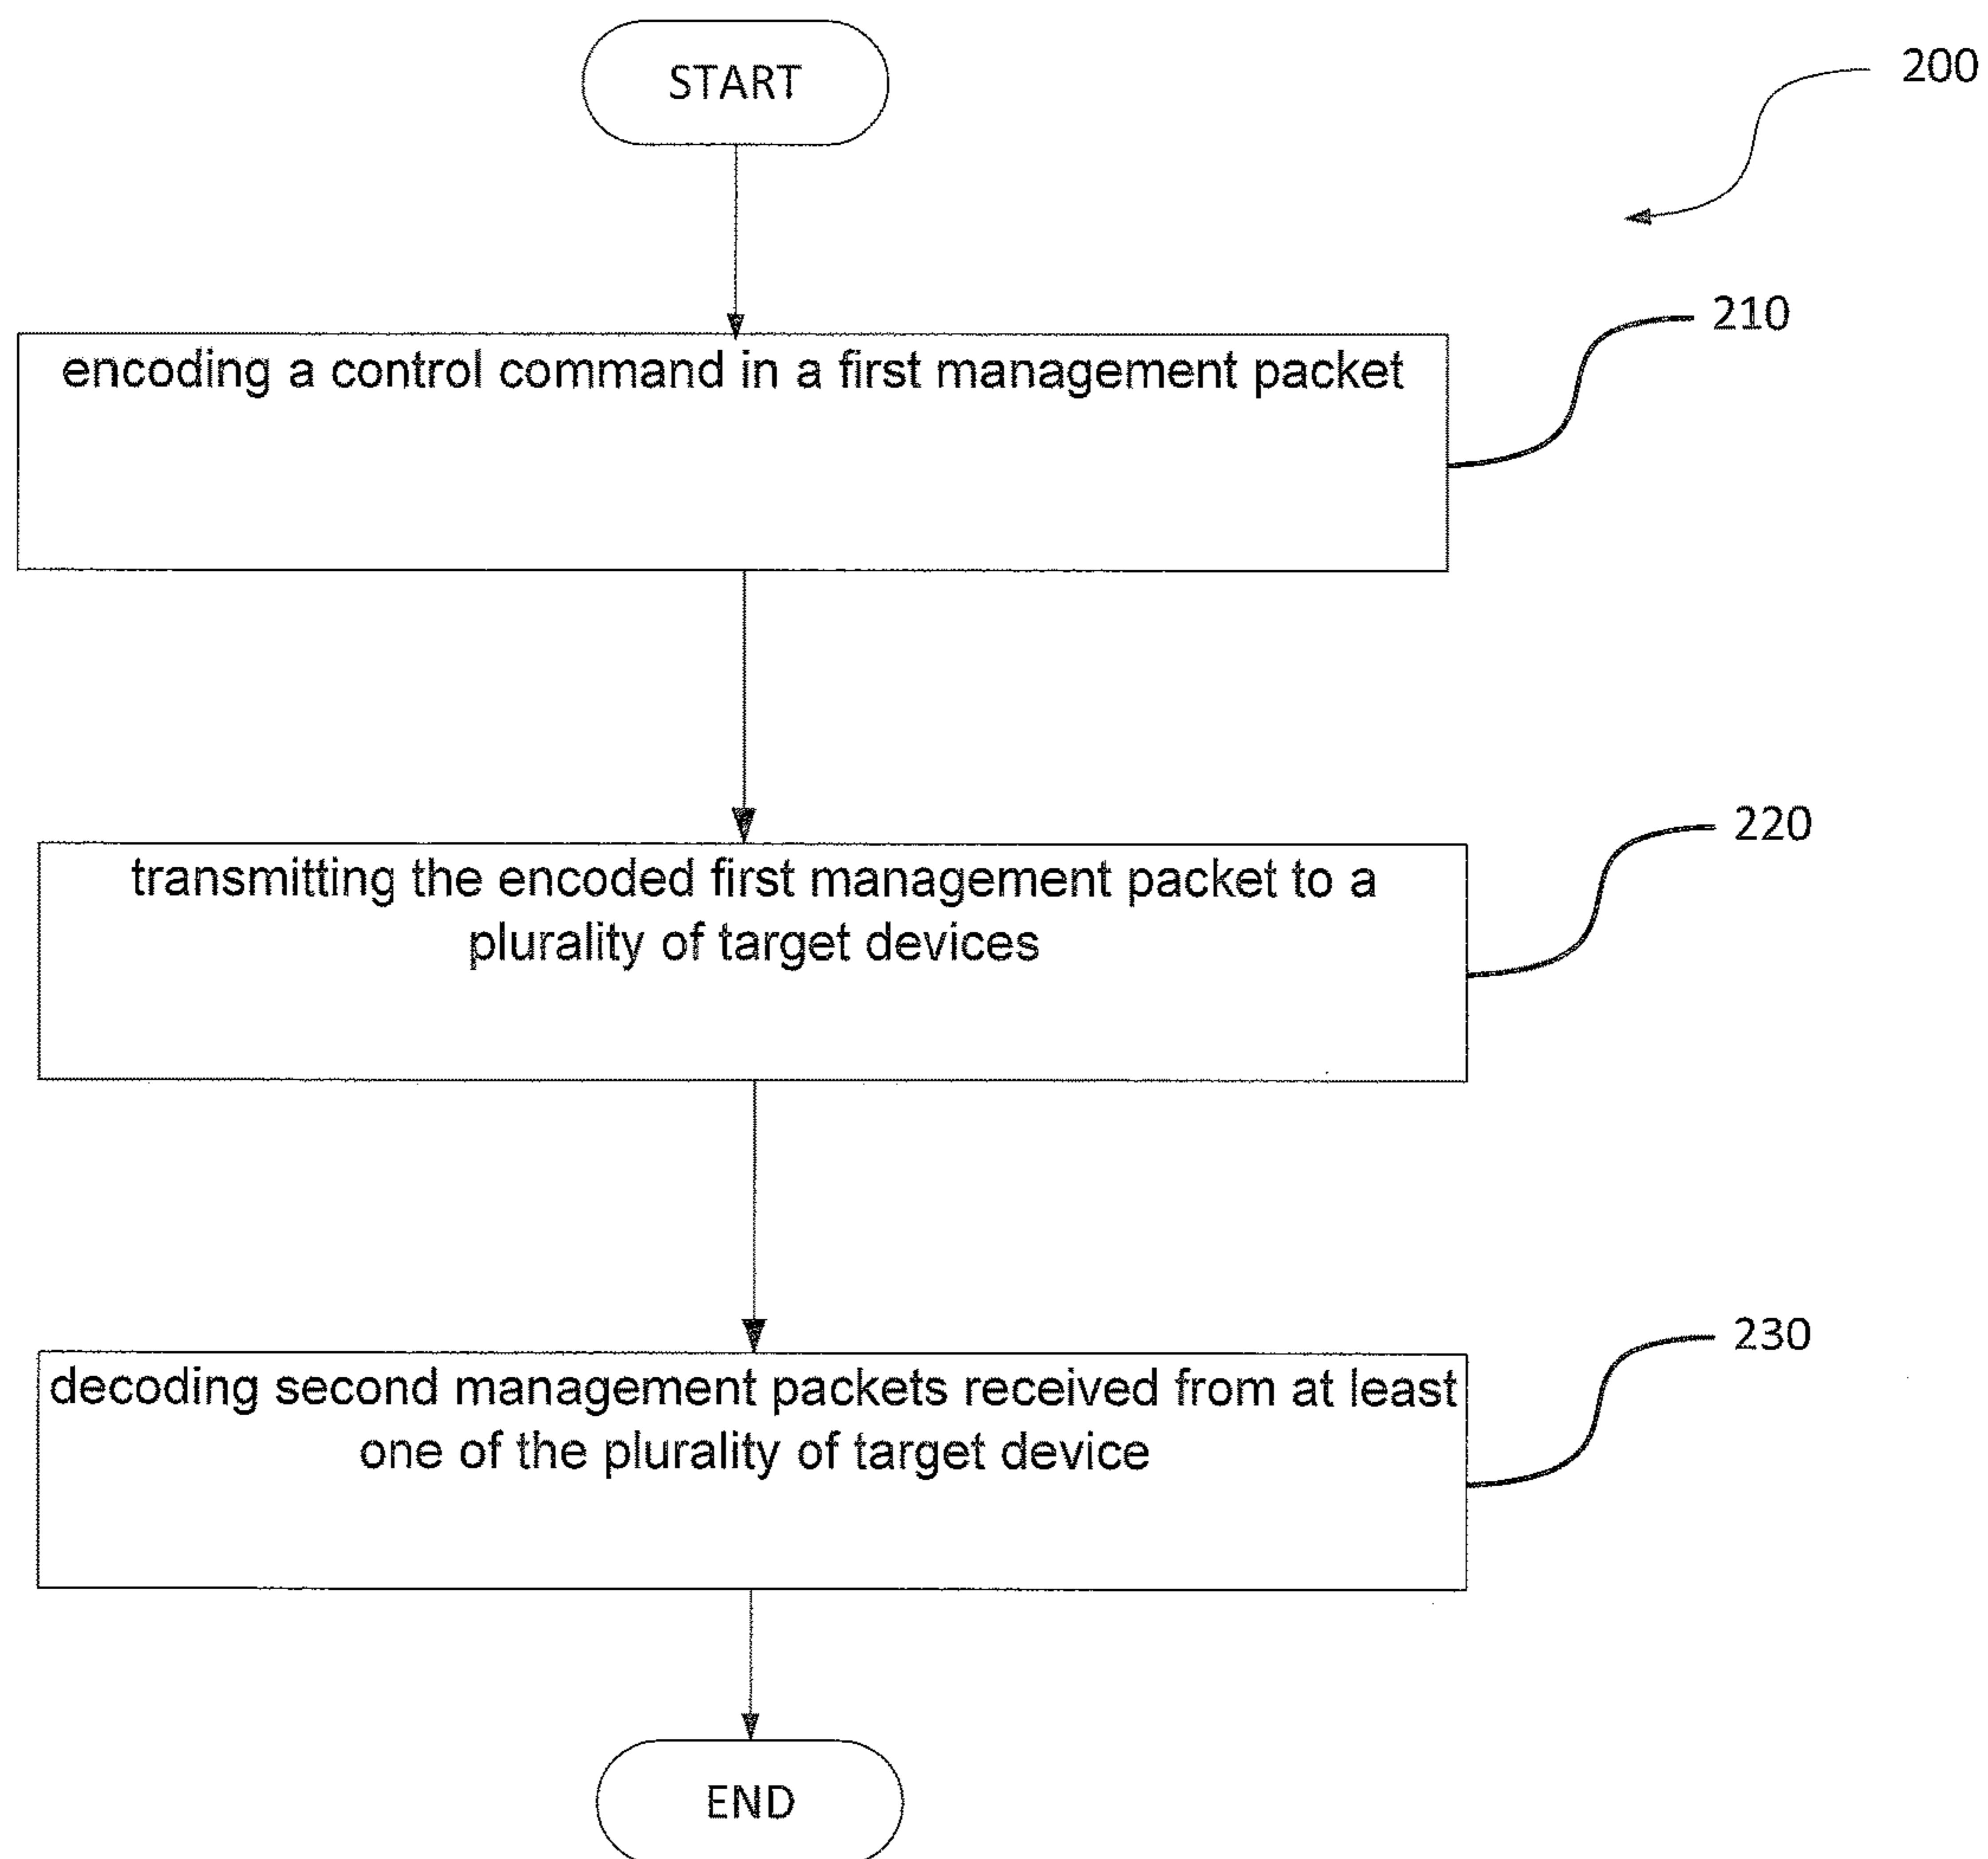 START
200
210
encoding a control command in a first management packet
220
transmitting the encoded first management packet to a
plurality of target devices
230
decoding second management packets received from at least
one of the plurality of target device
END